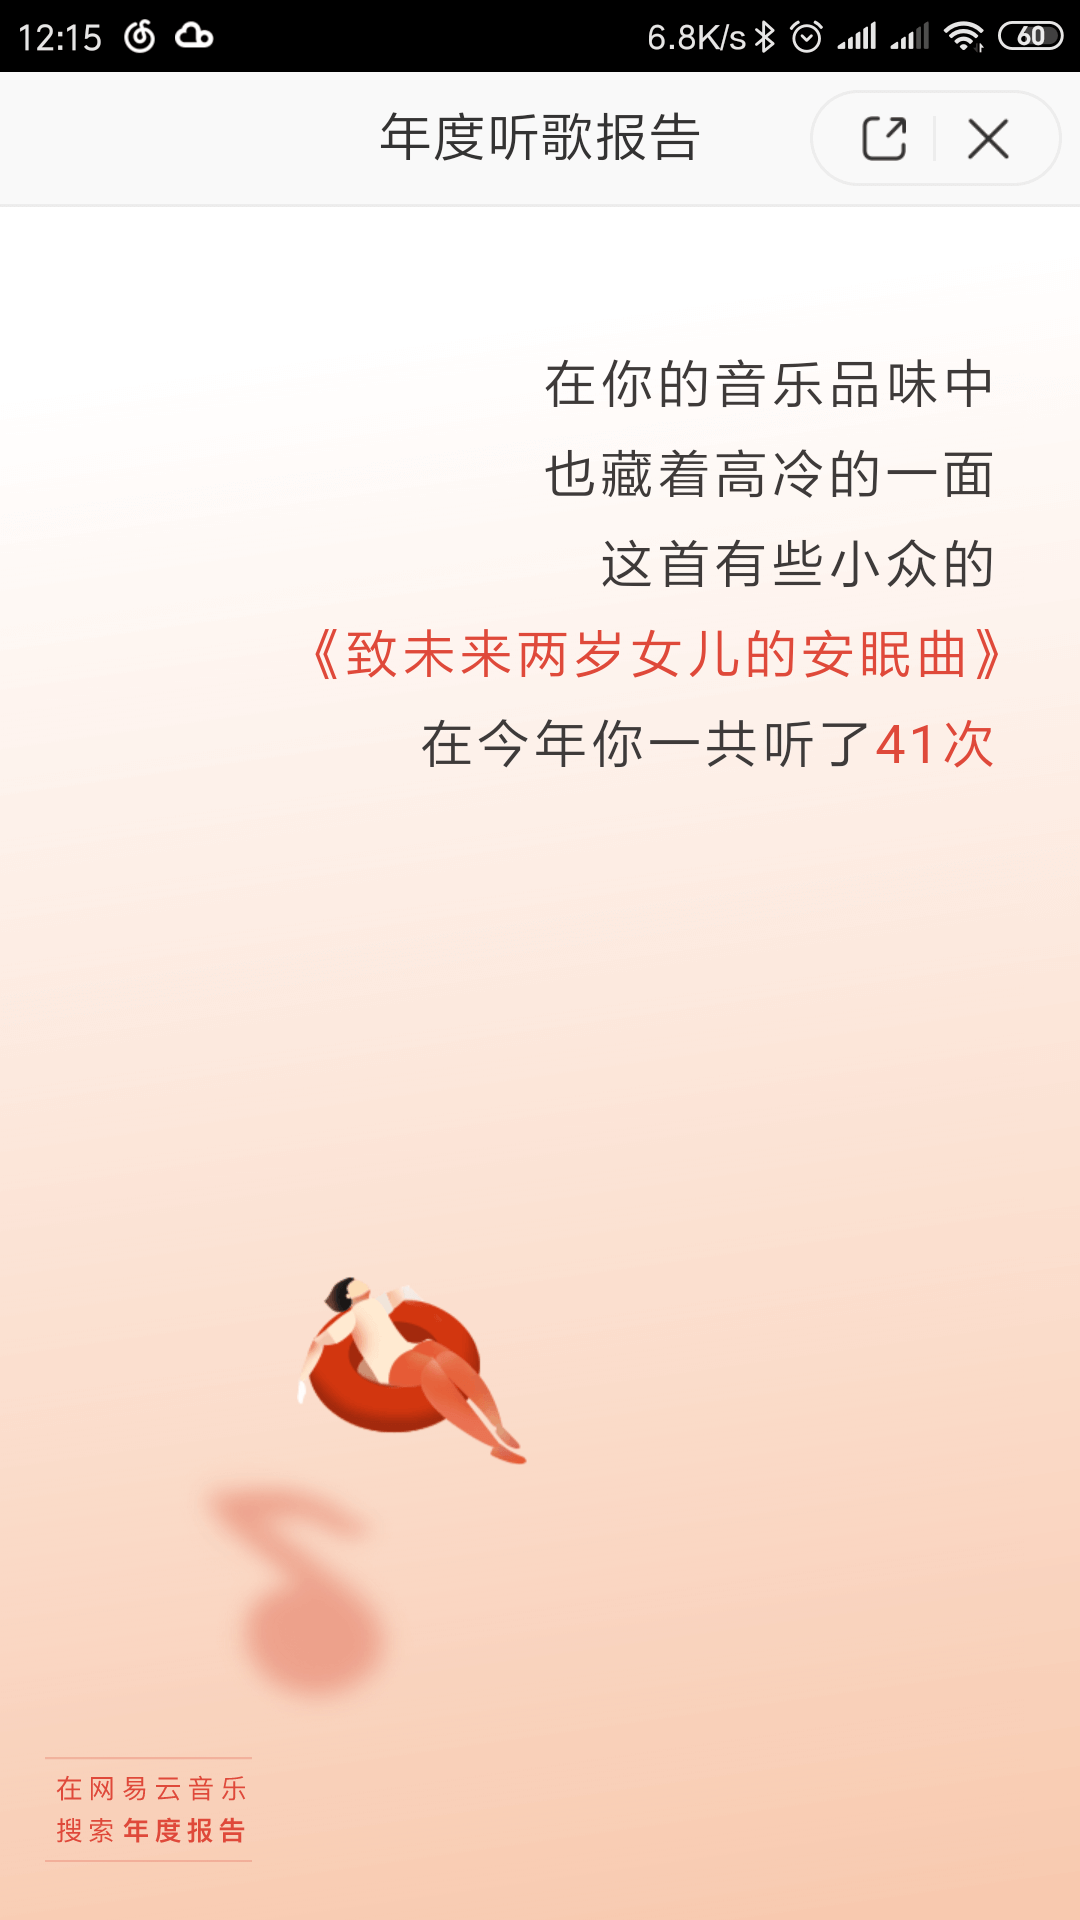 12:15
6.8K/s
60
年度听歌报告
在你的音乐品味中
也藏着高冷的一面
这首有些小众的
《致未来两岁女儿的安眠曲》
在今年你一共听了41次
在网易云音乐
搜索年度报告